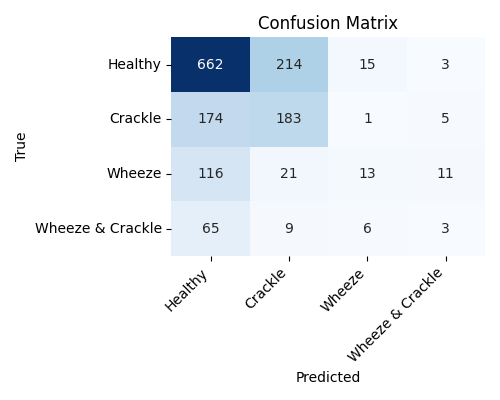 Confusion Matrix
True
Healthy 662 214 15 3
Crackle 174 183 1 5
Wheeze 116 21 13 11
Wheeze & Crackle 65 9 6 3
Healthy Crackle Wheeze Wheeze & Crackle
Predicted